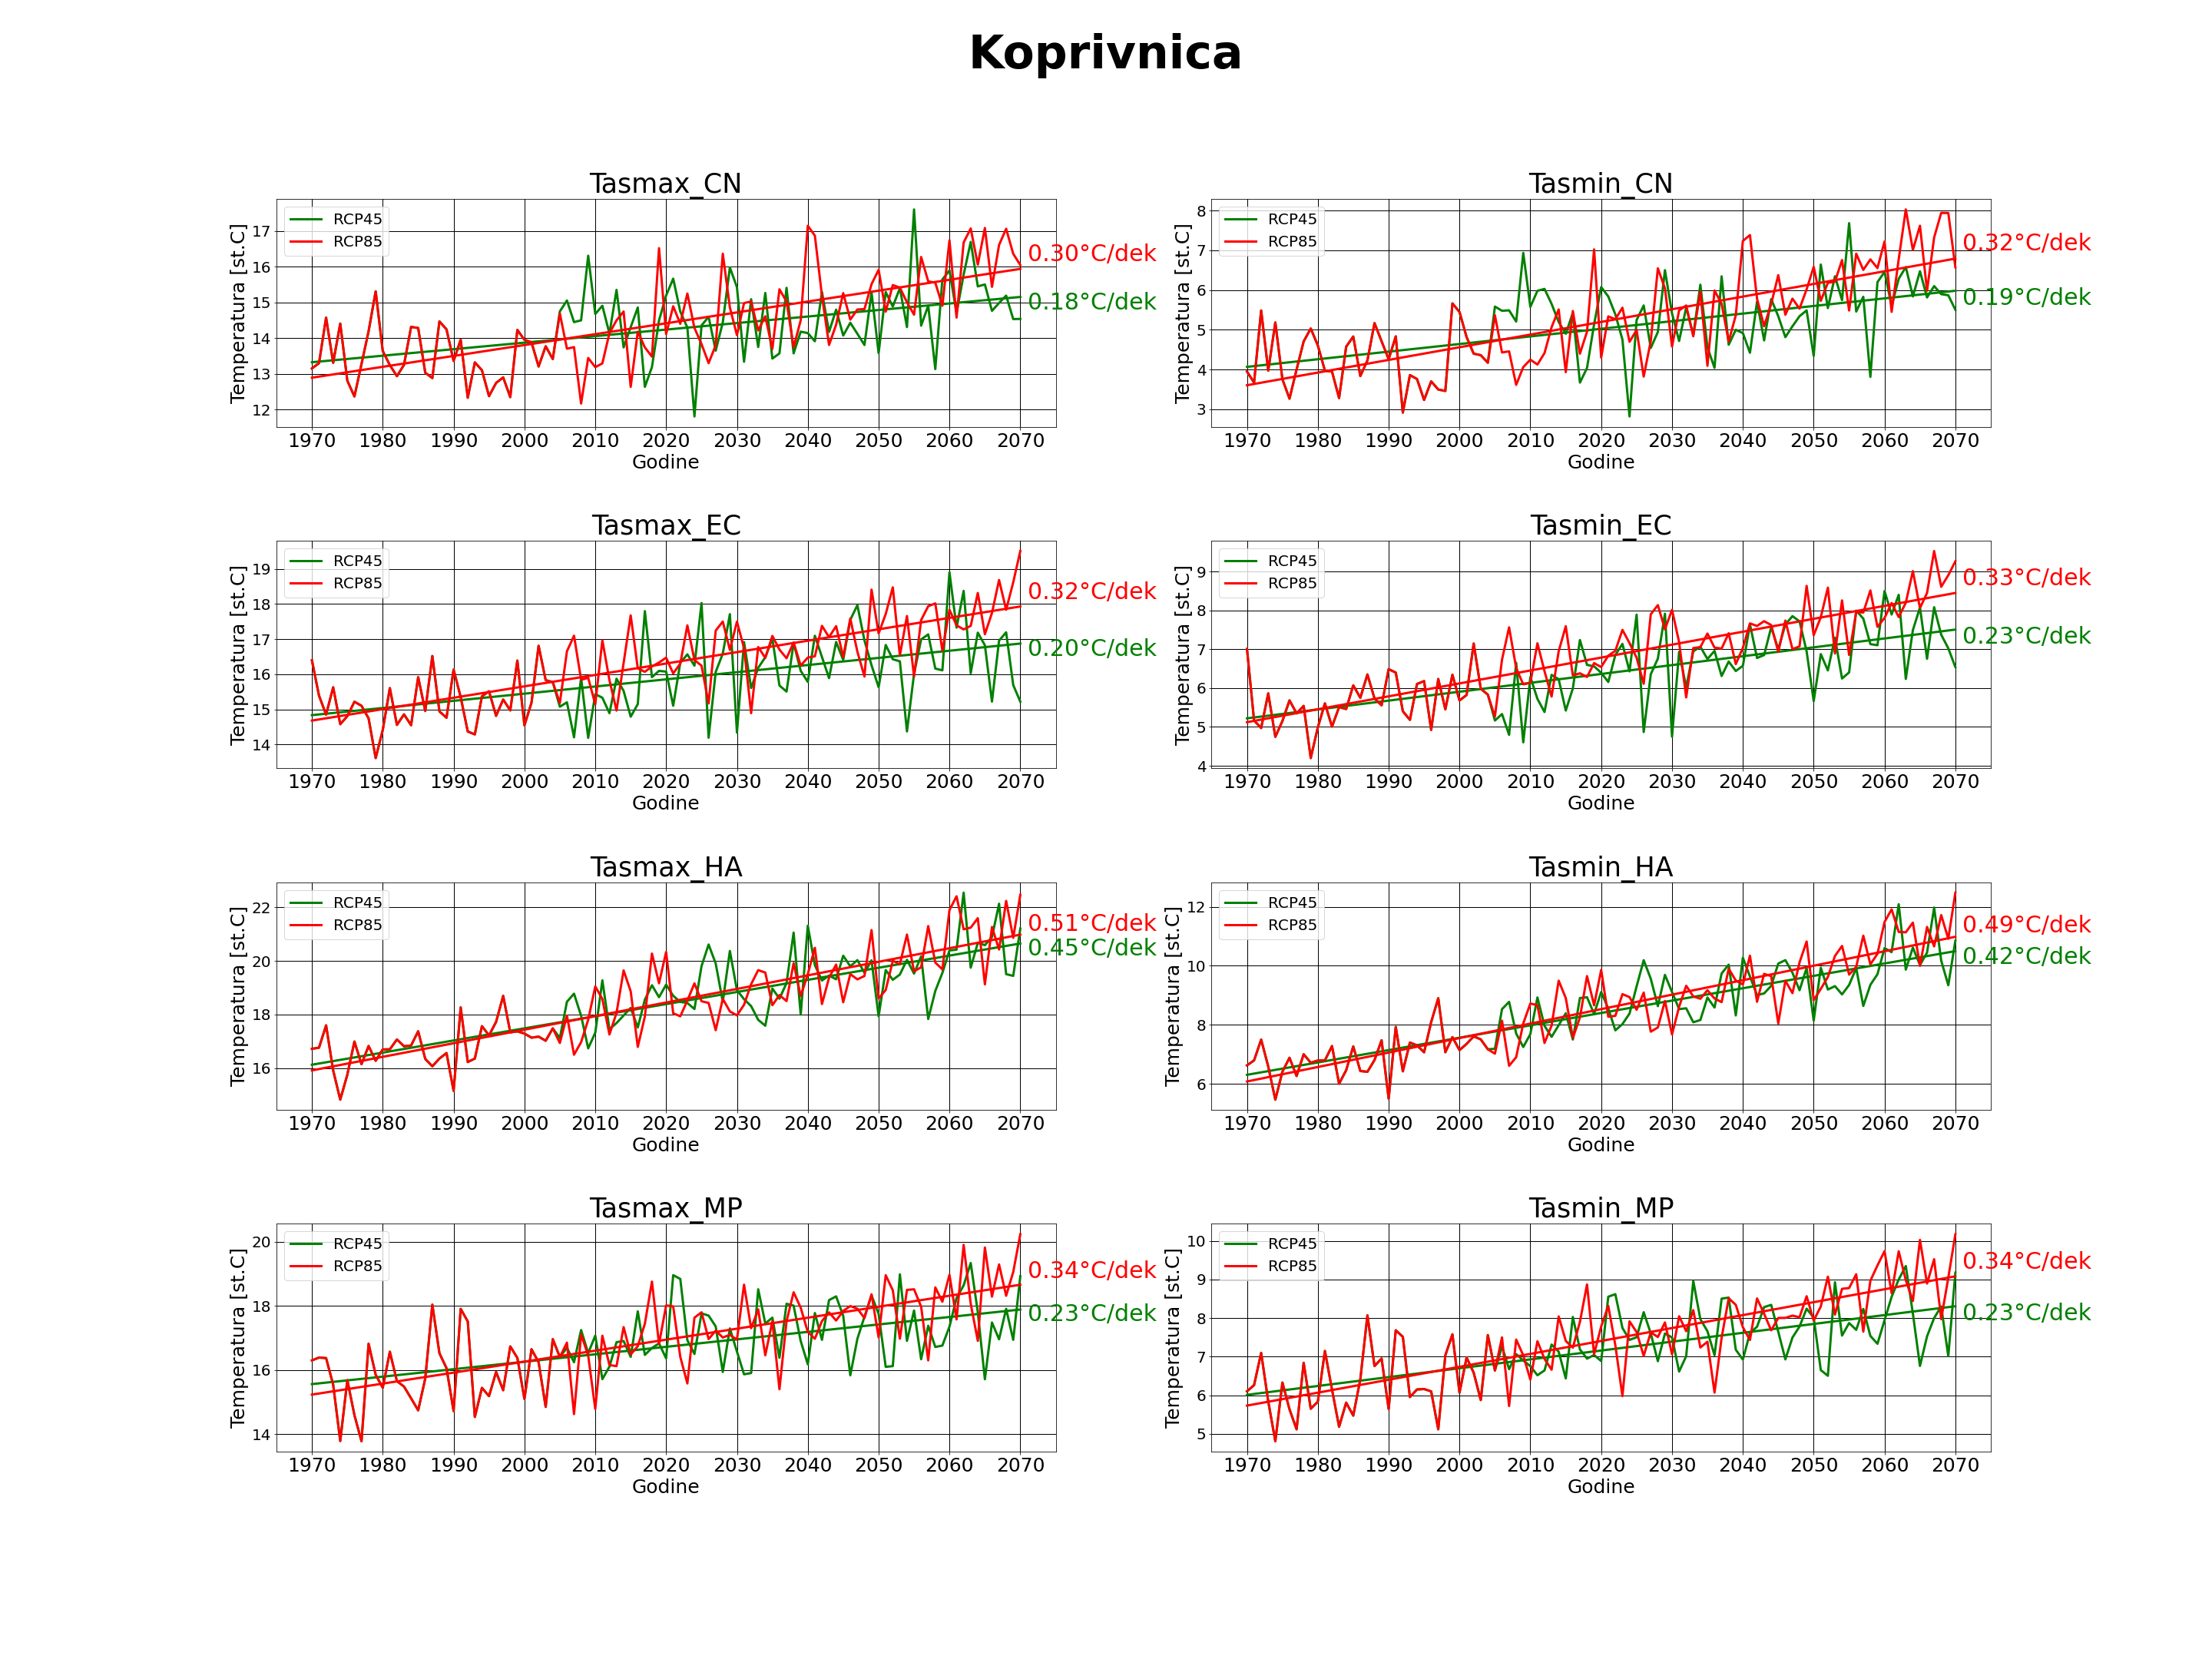 Koprivnica
Tasmax_CN
Temperatura [st.C]
17
16
15
14
13
12
RCP45
RCP85
0.30°C/dek
0.18°C/dek
1970 1980 1990 2000 2010 2020 2030 2040 2050 2060 2070
Godine
Tasmin_CN
Temperatura [st.C]
8
7
6
5
4
3
RCP45
RCP85
0.32°C/dek
0.19°C/dek
1970 1980 1990 2000 2010 2020 2030 2040 2050 2060 2070
Godine
Tasmax_EC
Temperatura [st.C]
19
18
17
16
15
14
RCP45
RCP85
0.32°C/dek
0.20°C/dek
1970 1980 1990 2000 2010 2020 2030 2040 2050 2060 2070
Godine
Tasmin_EC
Temperatura [st.C]
9
8
7
6
5
4
RCP45
RCP85
0.33°C/dek
0.23°C/dek
1970 1980 1990 2000 2010 2020 2030 2040 2050 2060 2070
Godine
Tasmax_HA
Temperatura [st.C]
22
20
18
16
RCP45
RCP85
0.51°C/dek
0.45°C/dek
1970 1980 1990 2000 2010 2020 2030 2040 2050 2060 2070
Godine
Tasmin_HA
Temperatura [st.C]
12
10
8
6
RCP45
RCP85
0.49°C/dek
0.42°C/dek
1970 1980 1990 2000 2010 2020 2030 2040 2050 2060 2070
Godine
Tasmax_MP
Temperatura [st.C]
20
18
16
14
RCP45
RCP85
0.34°C/dek
0.23°C/dek
1970 1980 1990 2000 2010 2020 2030 2040 2050 2060 2070
Godine
Tasmin_MP
Temperatura [st.C]
10
9
8
7
6
5
RCP45
RCP85
0.34°C/dek
0.23°C/dek
1970 1980 1990 2000 2010 2020 2030 2040 2050 2060 2070
Godine